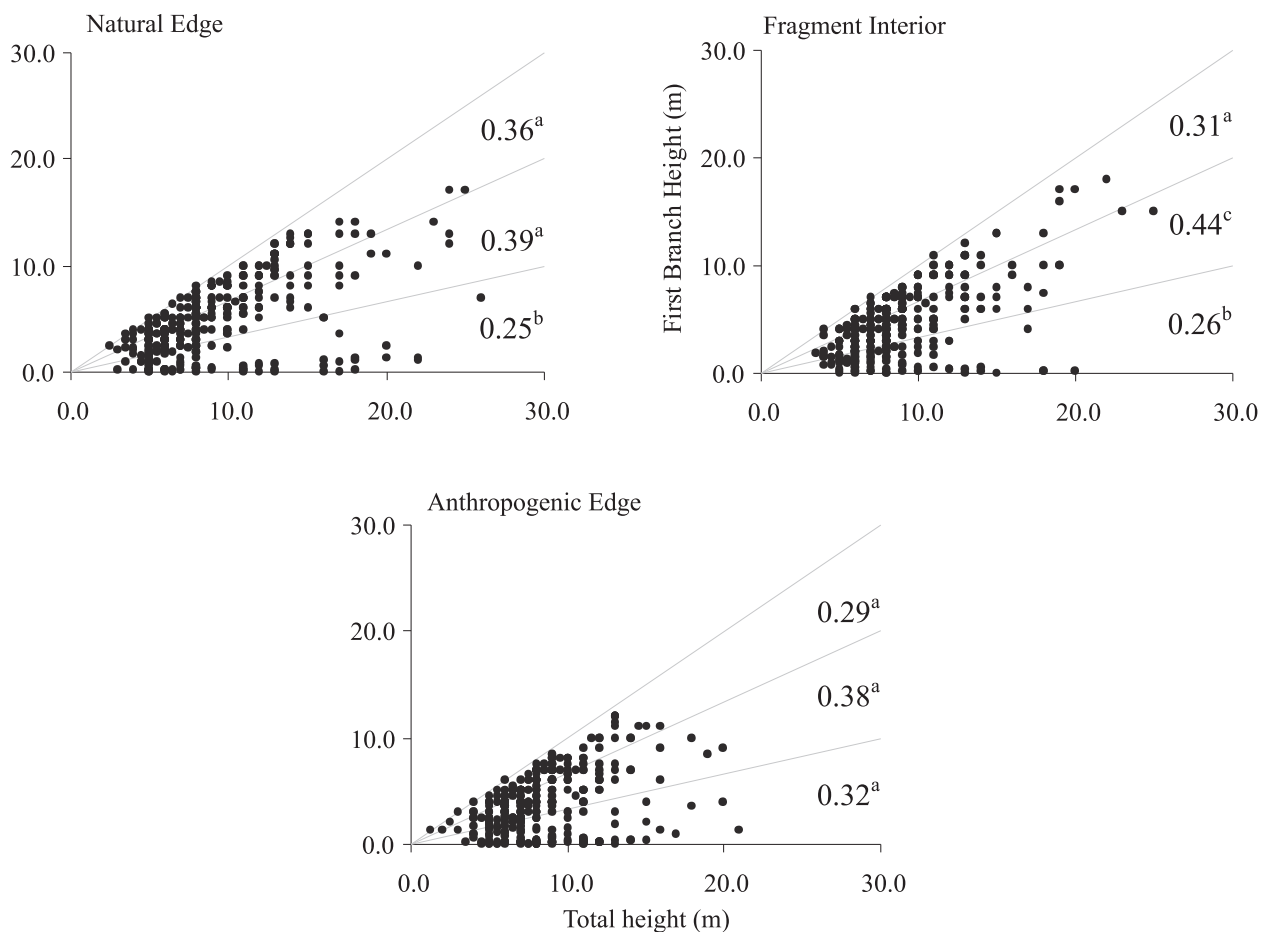 Natural Edge
30.0
20.0
10.0
0.0
0.36a
0.39a
0.25b
0.0 10.0 20.0 30.0
Fragment Interior
First Branch Height (m)
30.0
20.0
10.0
0.0
0.31a
0.44c
0.26b
0.0 10.0 20.0 30.0
Anthropogenic Edge
30.0
20.0
10.0
0.0
0.29a
0.38a
0.32a
0.0 10.0 20.0 30.0
Total height (m)